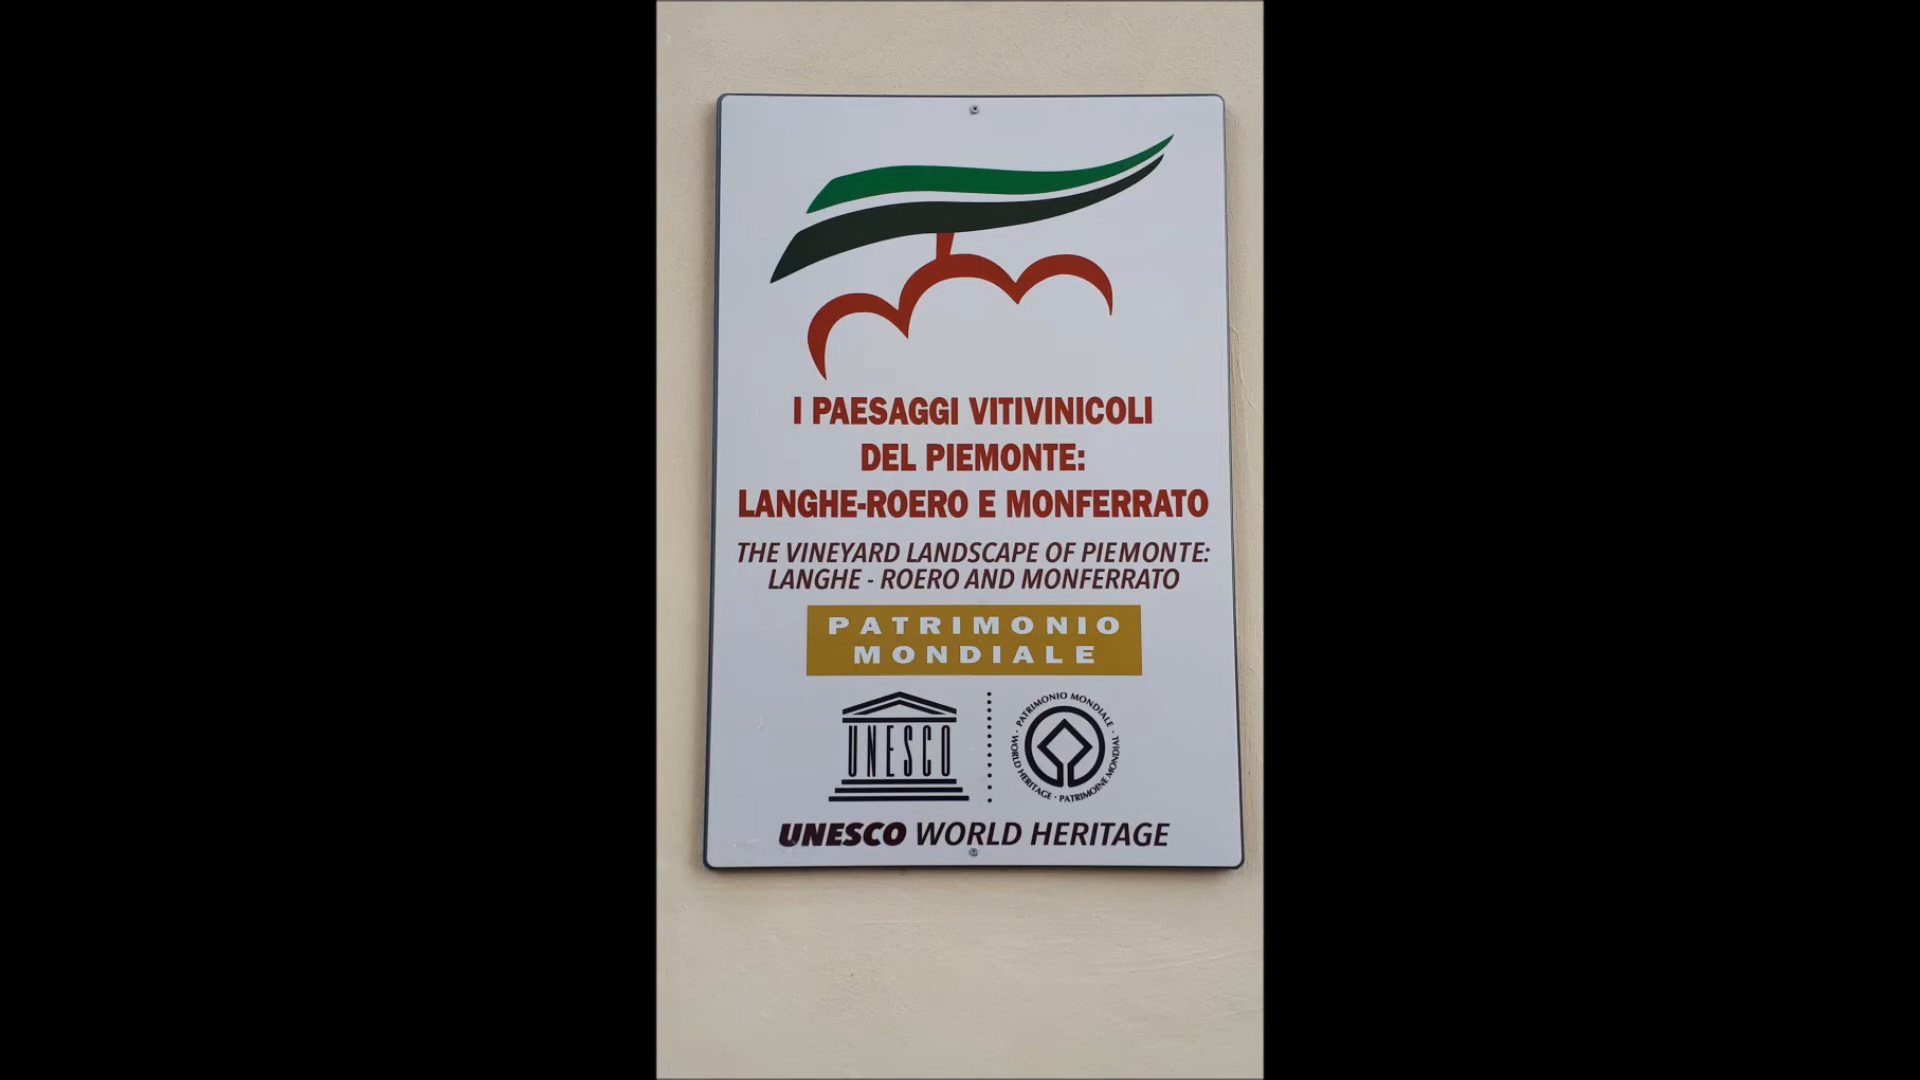 I PAESAGGI VITIVINICOLI
DEL PIEMONTE:
LANGHE-ROERO E MONFERRATO
THE VINEYARD LANDSCAPE OF PIEMONTE:
LANGHE - ROERO AND MONFERRATO
PATRIMONIO
MONDIALE
UNESCO
PATRIMONIO MONDIALE · WORLD HERITAGE · PATRIMOINE MONDIAL ·
UNESCO WORLD HERITAGE